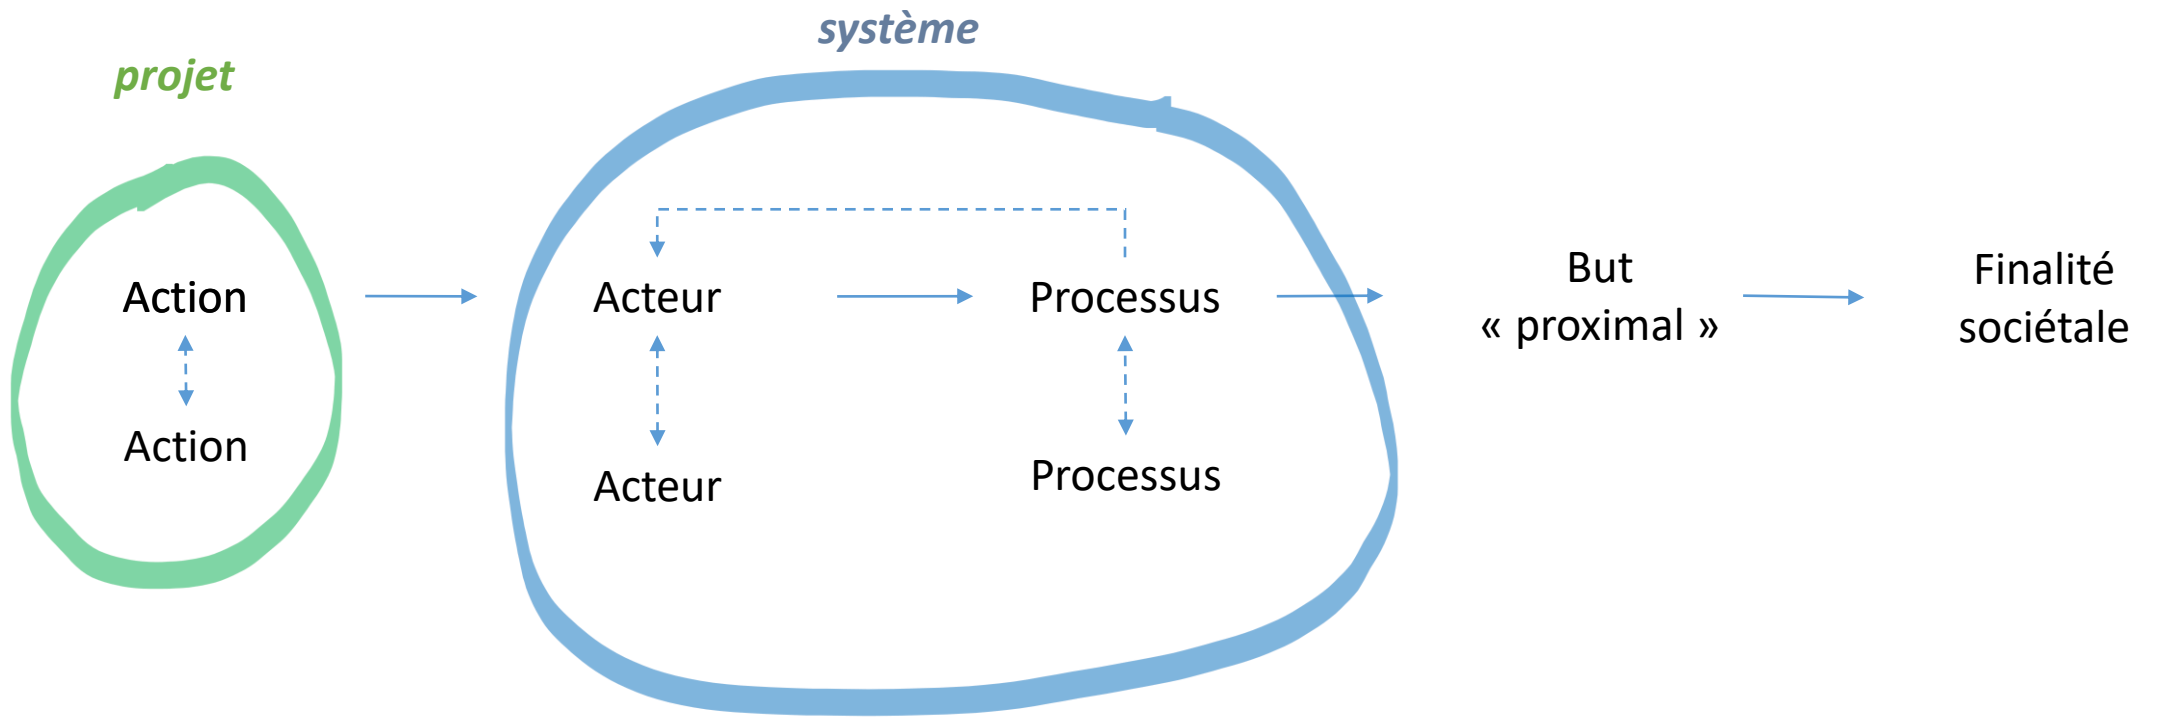 système
projet
Action
Acteur
Processus
But
« proximal »
Finalité
sociétale
Action
Acteur
Processus